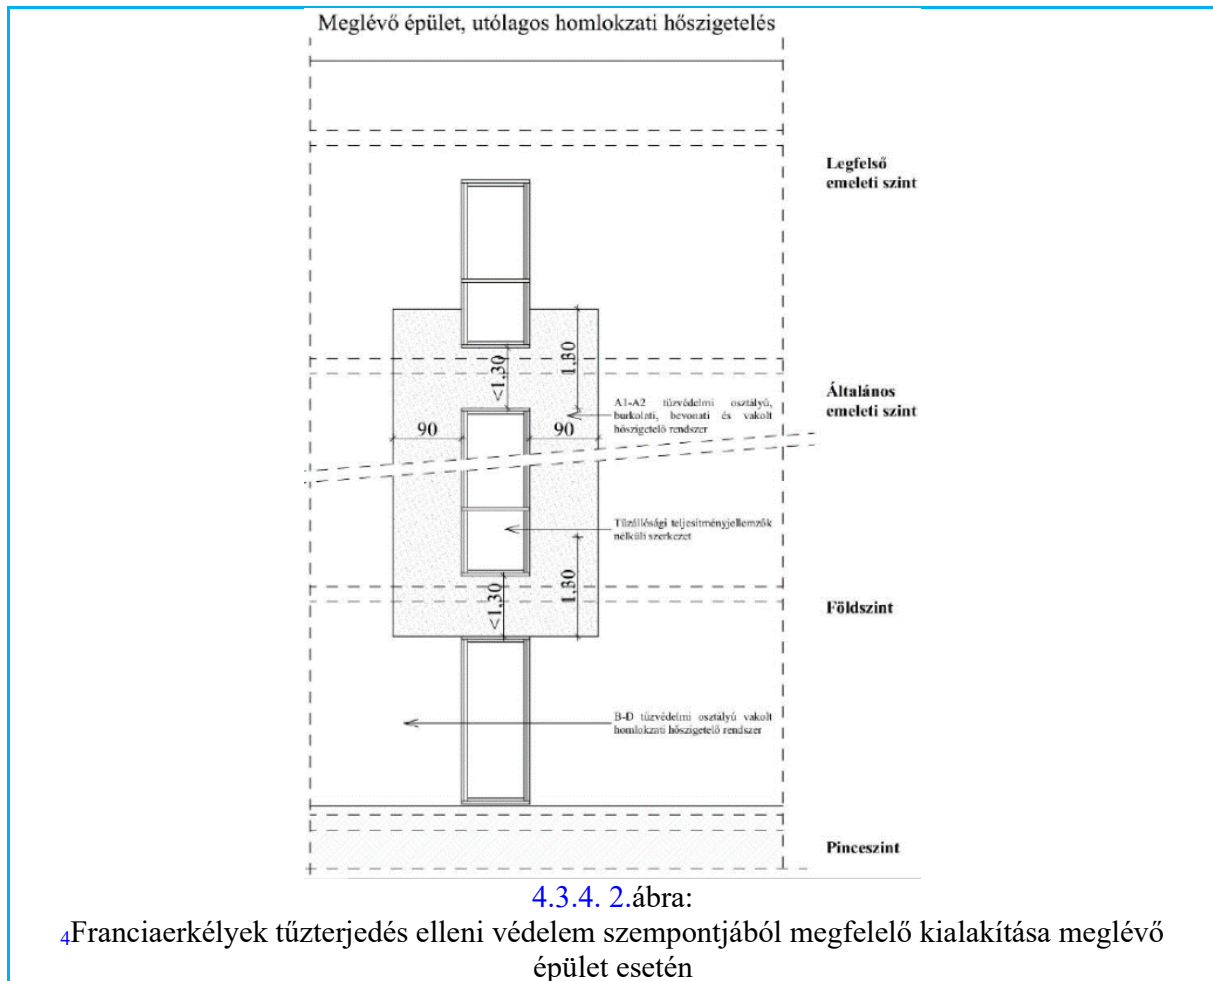 Meglévő épület, utólagos homlokzati hőszigetelés
Legfelső
emeleti szint
<1,30
1,30
Általános
emeleti szint
A1-A2 tűzvédelmi osztályú,
burkolati, bevonati és vakolt
hőszigetelő rendszer
90
90
Tűzállósági teljesítményjellemzők
nélküli szerkezet
<1,30
1,30
Földszint
B-D tűzvédelmi osztályú vakolt
homlokzati hőszigetelő rendszer
Pinceszint
4.3.4. 2.ábra:
4Franciaerkélyek tűzterjedés elleni védelem szempontjából megfelelő kialakítása meglévő
épület esetén